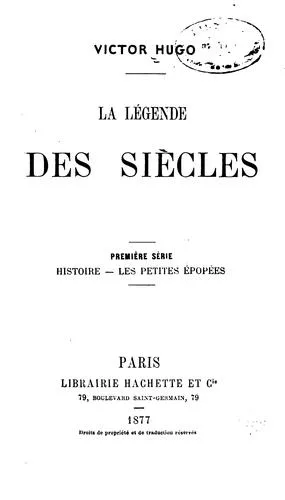 VICTOR HUGO
LA LÉGENDE
DES SIÈCLES
PREMIÈRE SÉRIE
HISTOIRE — LES PETITES ÉPOPÉES
PARIS
LIBRAIRIE HACHETTE ET Cie
79, BOULEVARD SAINT-GERMAIN, 79
1877
Droits de propriété et de traduction réservés